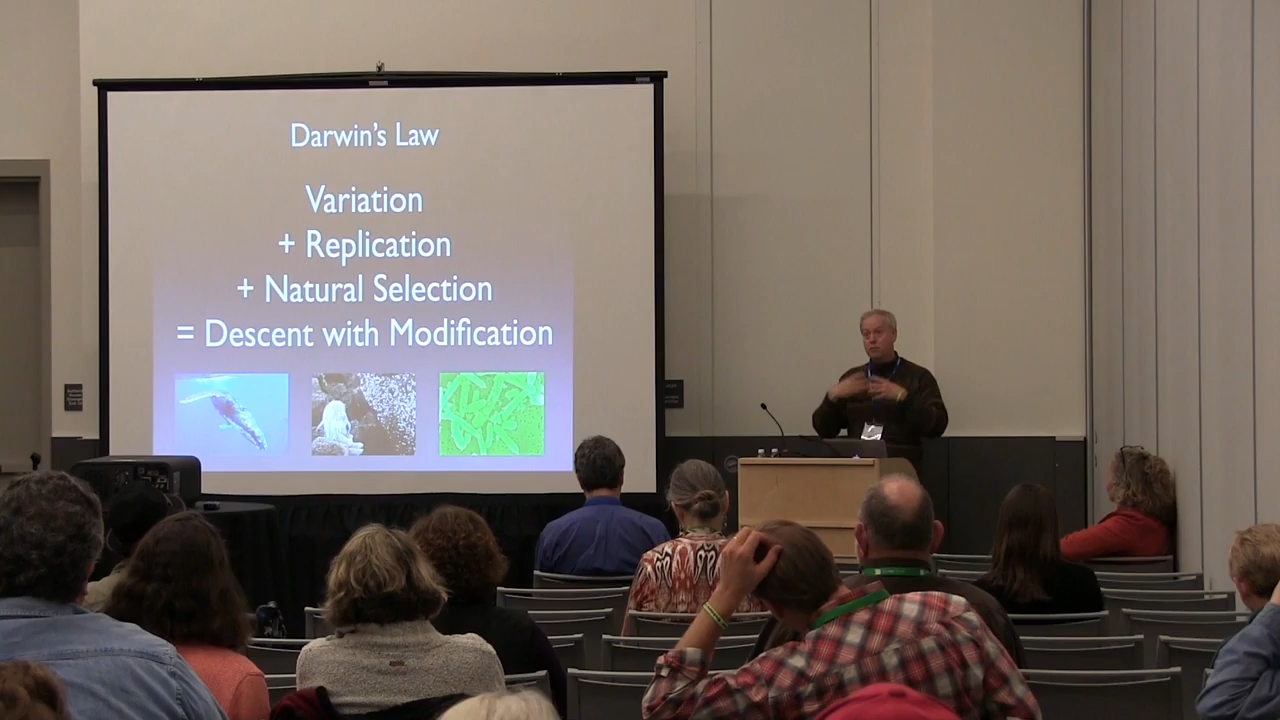 Darwin's Law
Variation
+ Replication
+ Natural Selection
= Descent with Modification